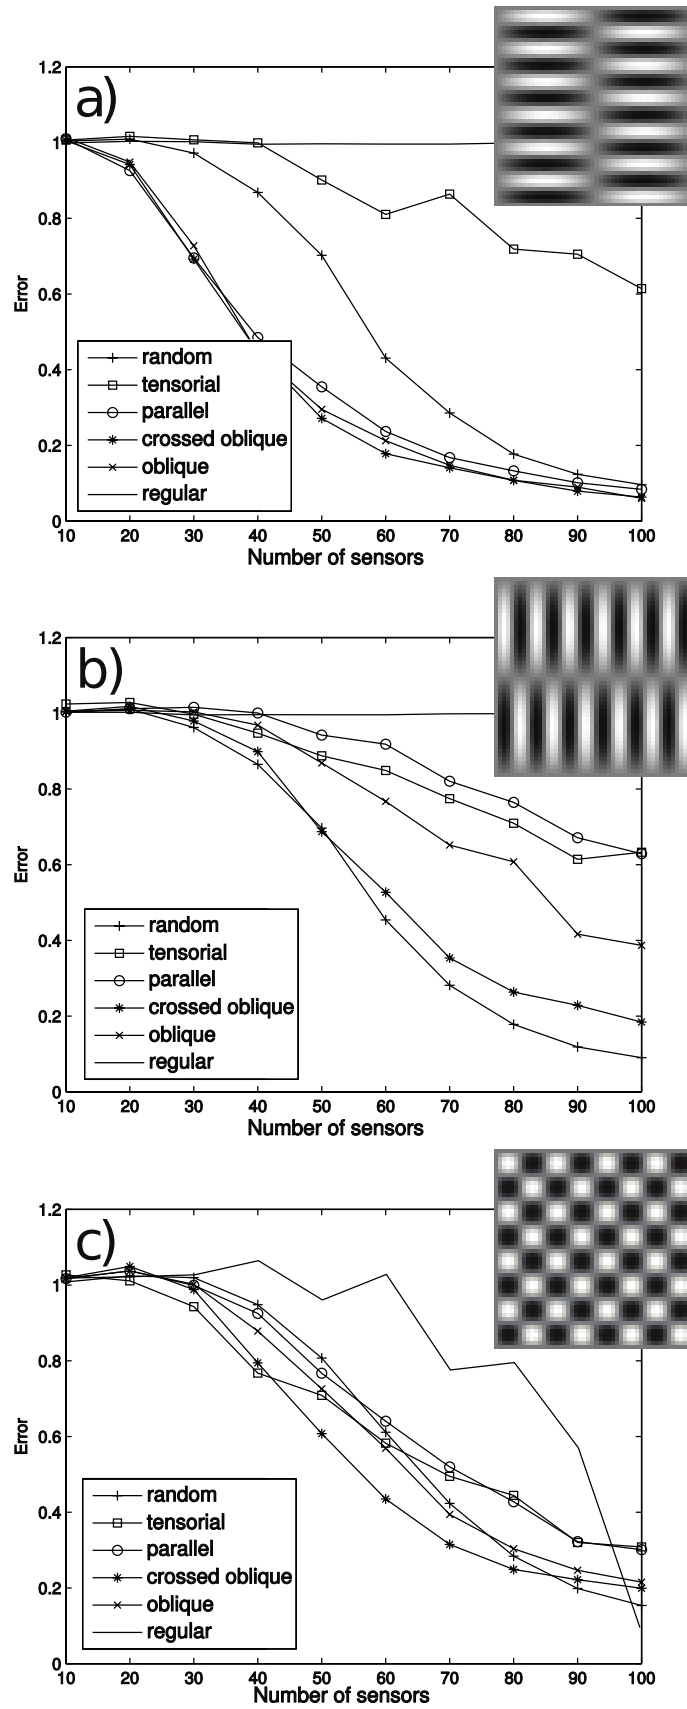 a)
1.2
1
0.8
0.6
0.4
0.2
0
Error
random
tensorial
parallel
crossed oblique
oblique
regular
10 20 30 40 50 60 70 80 90 100
Number of sensors
b)
1.2
1
0.8
0.6
0.4
0.2
0
Error
random
tensorial
parallel
crossed oblique
oblique
regular
10 20 30 40 50 60 70 80 90 100
Number of sensors
c)
1.2
1
0.8
0.6
0.4
0.2
0
Error
random
tensorial
parallel
crossed oblique
oblique
regular
10 20 30 40 50 60 70 80 90 100
Number of sensors